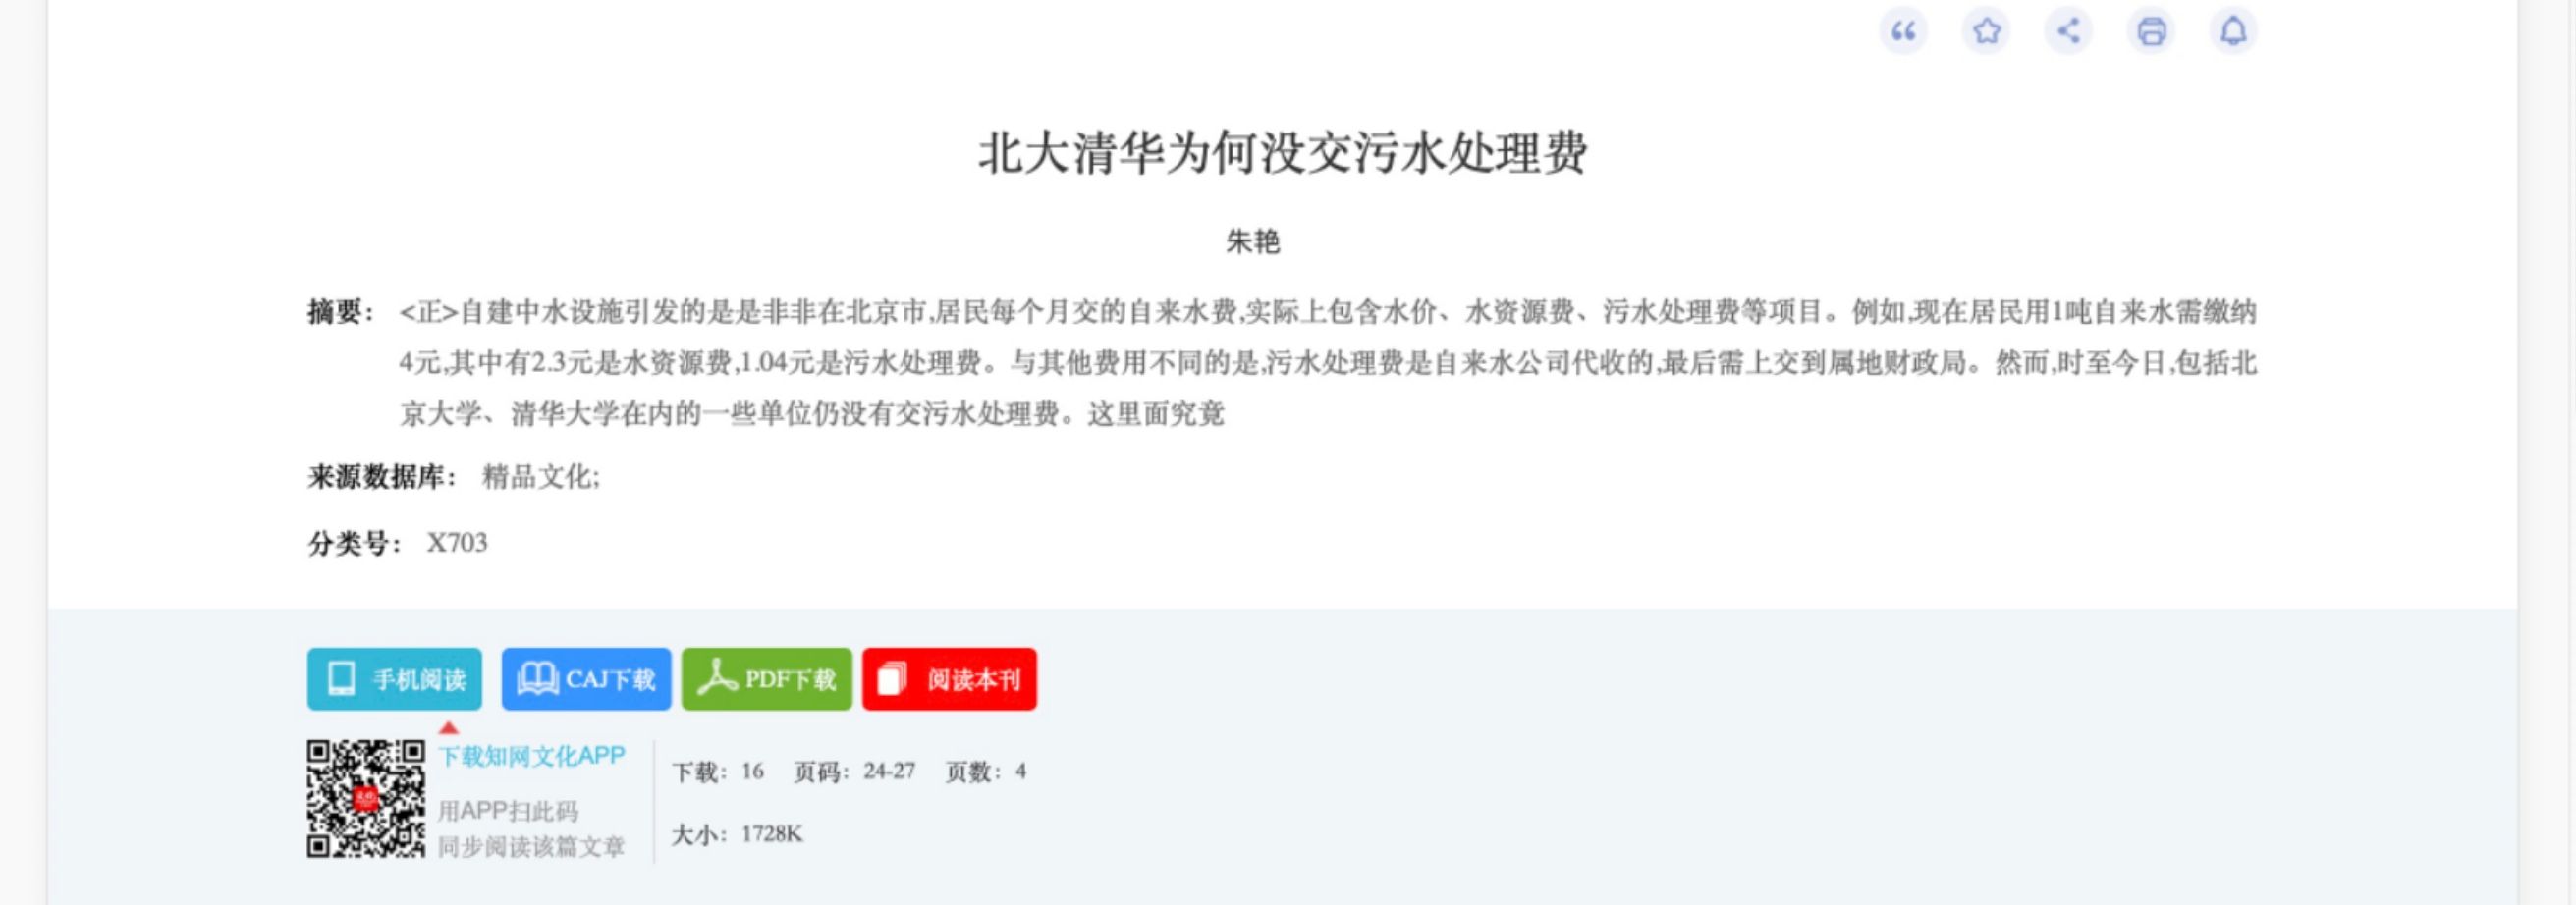 北大清华为何没交污水处理费
朱艳
摘要： <正>自建中水设施引发的是是非非在北京市,居民每个月交的自来水费,实际上包含水价、水资源费、污水处理费等项目。例如,现在居民用1吨自来水需缴纳
4元,其中有2.3元是水资源费,1.04元是污水处理费。与其他费用不同的是,污水处理费是自来水公司代收的,最后需上交到属地财政局。然而,时至今日,包括北
京大学、清华大学在内的一些单位仍没有交污水处理费。这里面究竟
来源数据库： 精品文化;
分类号： X703
手机阅读 CAJ下载 PDF下载 阅读本刊
下载知网文化APP
用APP扫此码
同步阅读该篇文章
下载：16 页码：24-27 页数：4
大小：1728K